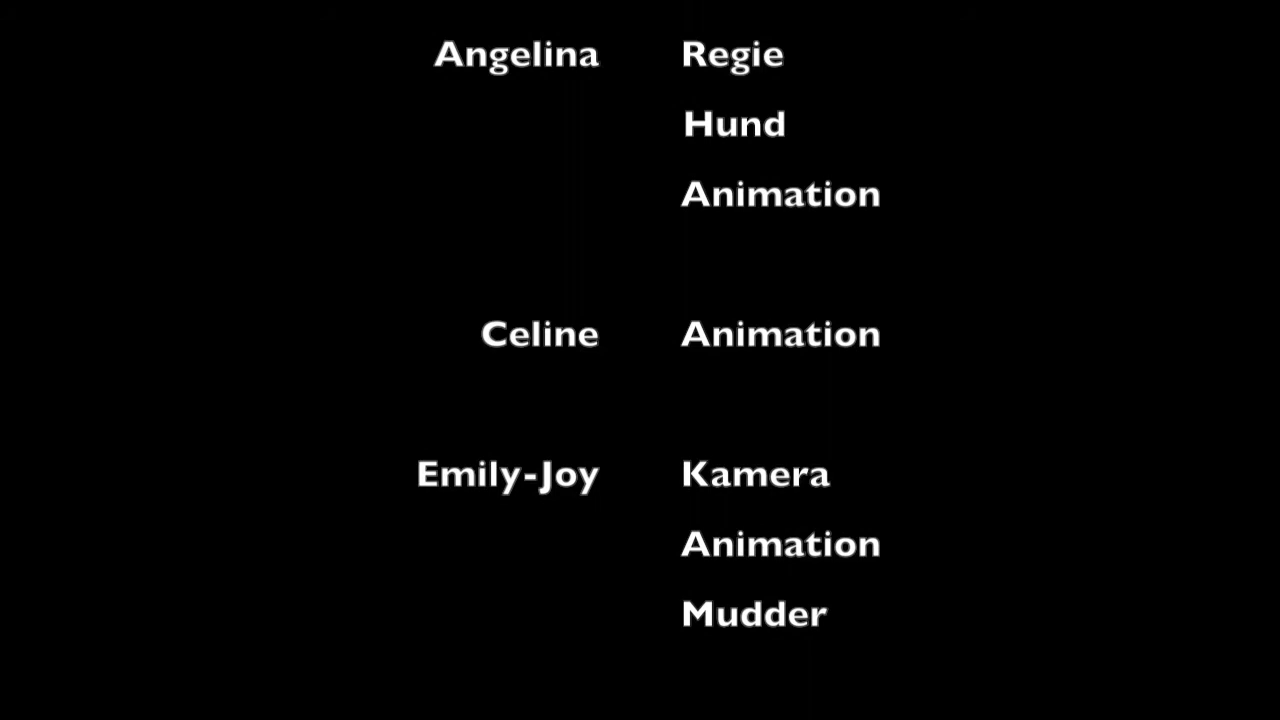 Angelina Regie
Hund
Animation
Celine Animation
Emily-Joy Kamera
Animation
Mudder